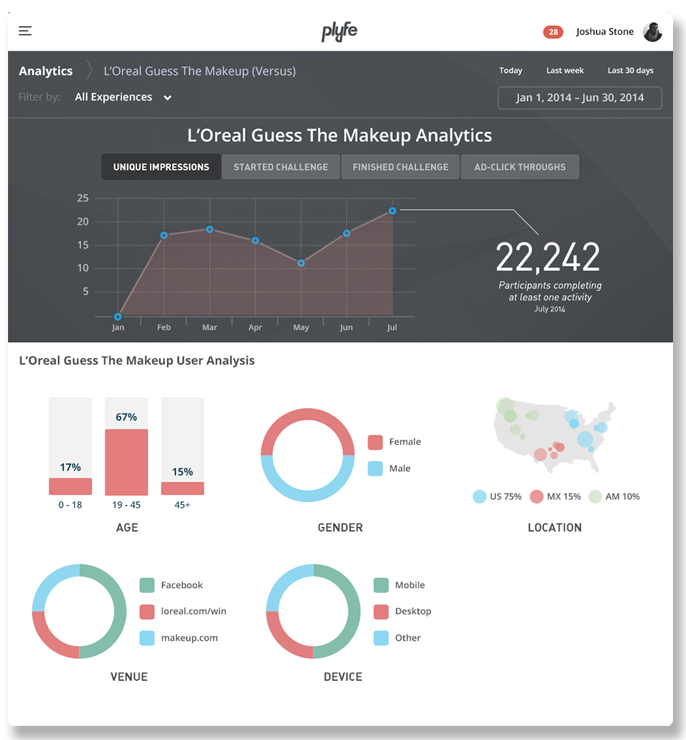 plyfe
28
Joshua Stone
Analytics
L'Oreal Guess The Makeup (Versus)
Today
Last week
Last 30 days
Filter by:
All Experiences
Jan 1, 2014 – Jun 30, 2014
L'Oreal Guess The Makeup Analytics
UNIQUE IMPRESSIONS
STARTED CHALLENGE
FINISHED CHALLENGE
AD-CLICK THROUGHS
25
20
15
10
5
Jan
Feb
Mar
Apr
May
Jun
Jul
22,242
Participants completing
at least one activity
July 2014
L'Oreal Guess The Makeup User Analysis
17%
67%
15%
0 - 18
19 - 45
45+
AGE
Female
Male
GENDER
US 75%
MX 15%
AM 10%
LOCATION
Facebook
loreal.com/win
makeup.com
VENUE
Mobile
Desktop
Other
DEVICE